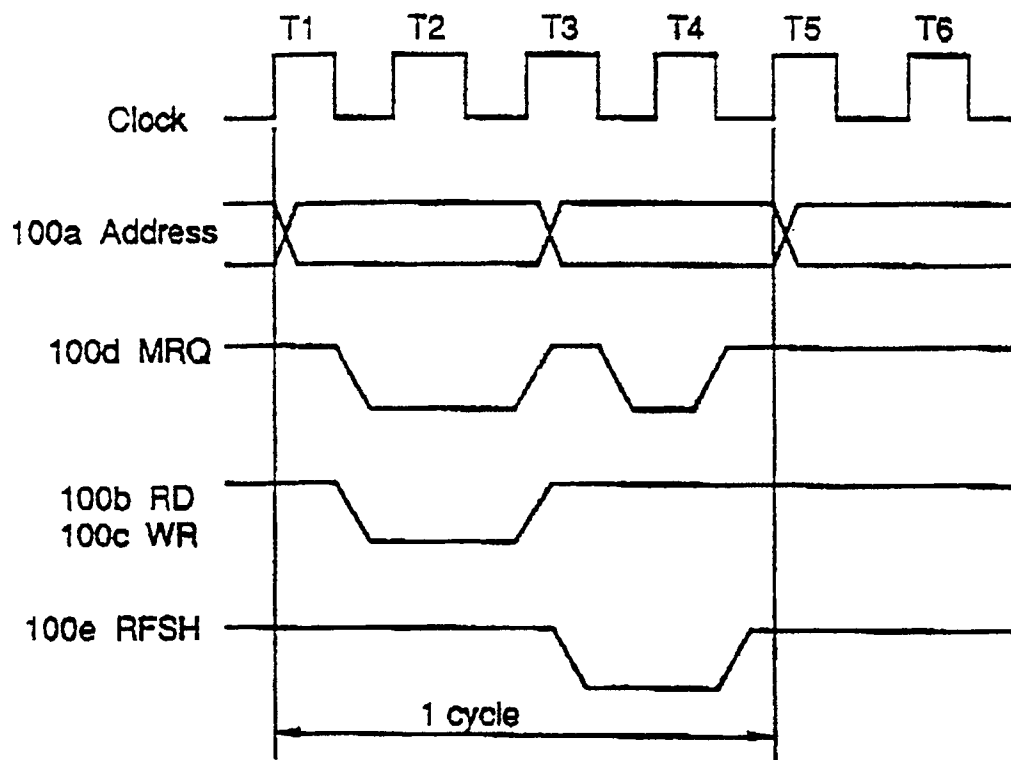 T1 T2 T3 T4 T5 T6
Clock
100a Address
100d MRQ
100b RD
100c WR
100e RFSH
1 cycle